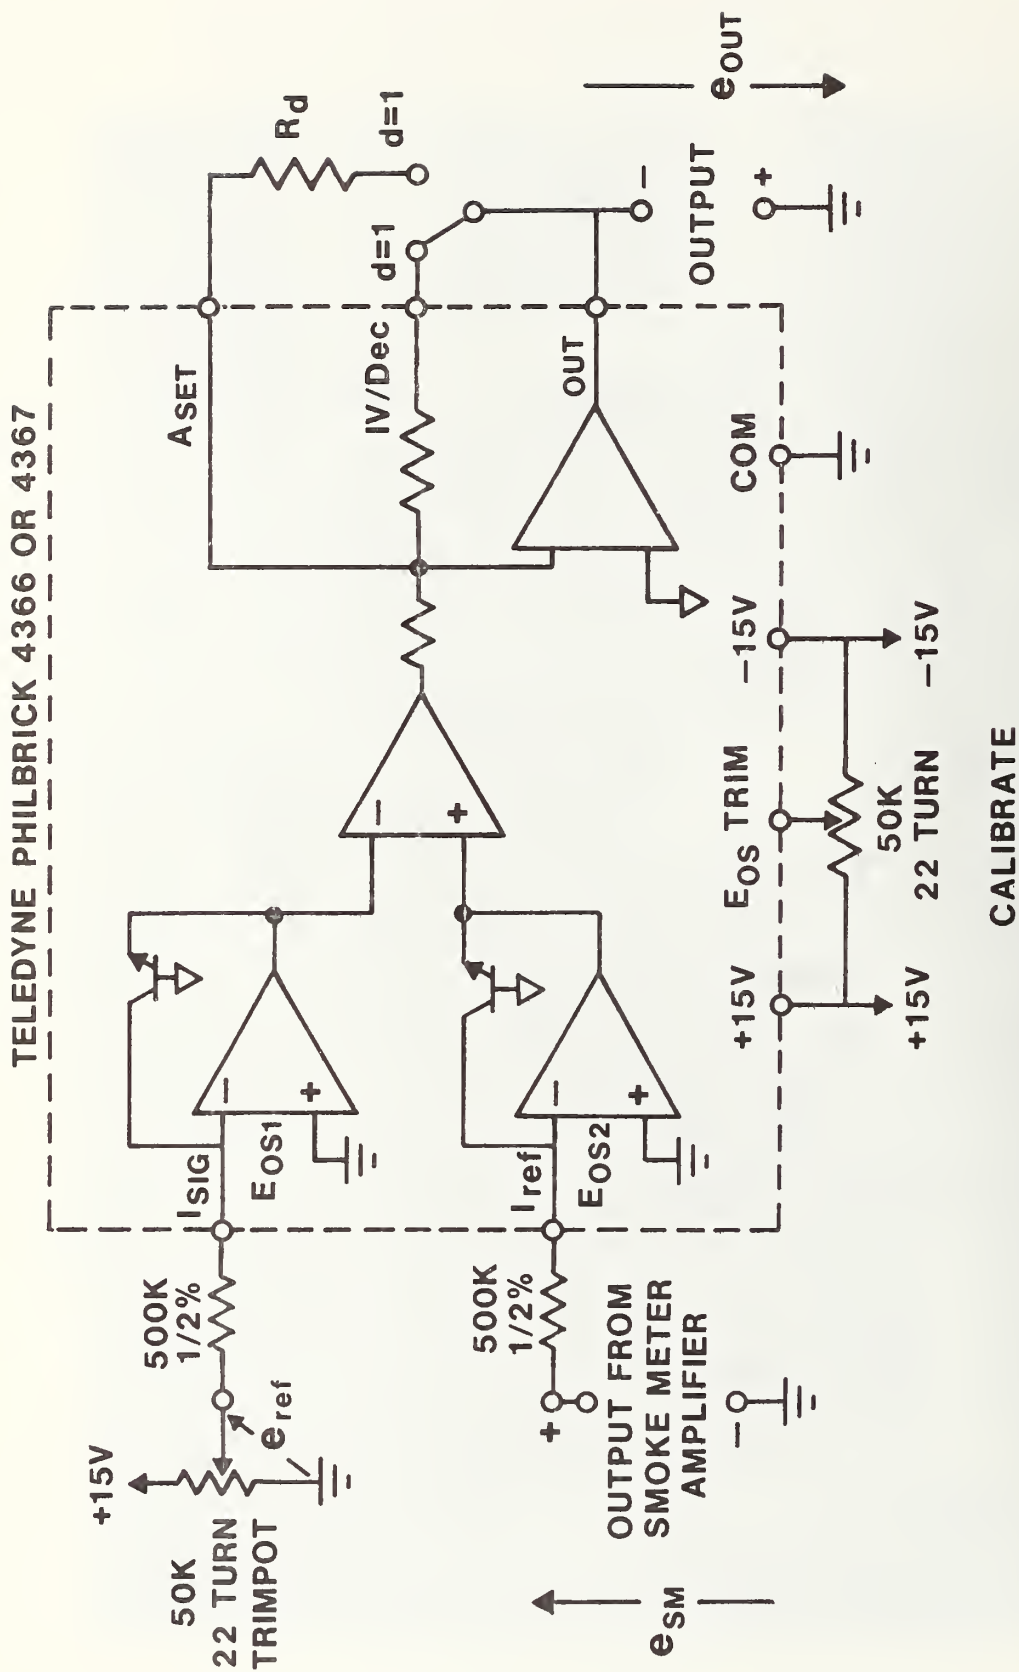 TELEDYNE PHILBRICK 4366 OR 4367
+15V
50K
22 TURN
TRIMPOT
eref
500K
1/2%
ISIG
EOS1
−
+
ASET
Rd
d=1
d=1
IV/Dec
−
+
eSM
+
OUTPUT FROM
SMOKE METER
AMPLIFIER
−
500K
1/2%
Iref
EOS2
−
+
OUT
−
OUTPUT
+
eOUT
+15V
EOS TRIM
−15V
COM
+15V
50K
22 TURN
−15V
CALIBRATE